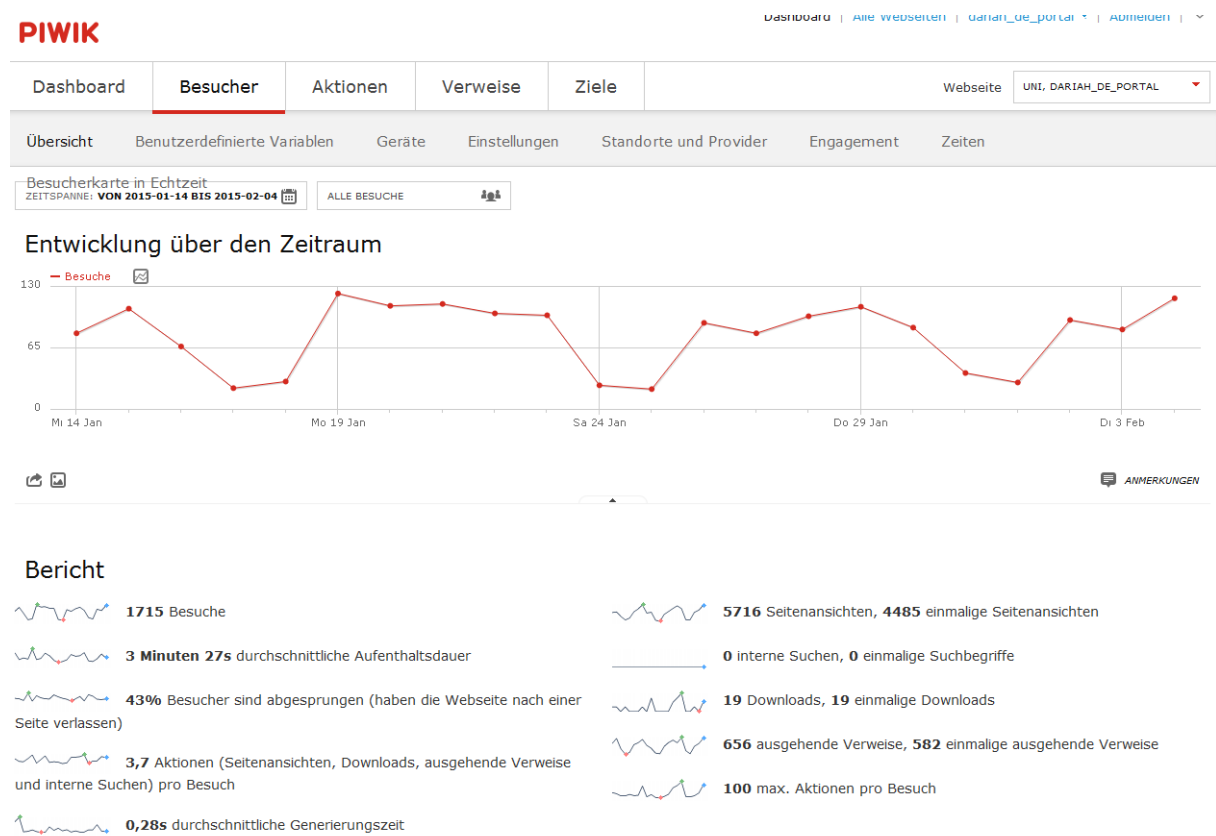 PIWIK
Dashboard | Alle Webseiten | darian_de_portal | Abmelden |
Dashboard Besucher Aktionen Verweise Ziele Webseite UNI, DARIAH_DE_PORTAL
Übersicht Benutzerdefinierte Variablen Geräte Einstellungen Standorte und Provider Engagement Zeiten
Besucherkarte in Echtzeit
ZEITSPANNE: VON 2015-01-14 BIS 2015-02-04 ALLE BESUCHE
Entwicklung über den Zeitraum
Besuche
130
65
0
Mi 14 Jan Mo 19 Jan Sa 24 Jan Do 29 Jan Di 3 Feb
ANMERKUNGEN
Bericht
1715 Besuche
3 Minuten 27s durchschnittliche Aufenthaltsdauer
43% Besucher sind abgesprungen (haben die Webseite nach einer
Seite verlassen)
3,7 Aktionen (Seitenansichten, Downloads, ausgehende Verweise
und interne Suchen) pro Besuch
0,28s durchschnittliche Generierungszeit
5716 Seitenansichten, 4485 einmalige Seitenansichten
0 interne Suchen, 0 einmalige Suchbegriffe
19 Downloads, 19 einmalige Downloads
656 ausgehende Verweise, 582 einmalige ausgehende Verweise
100 max. Aktionen pro Besuch